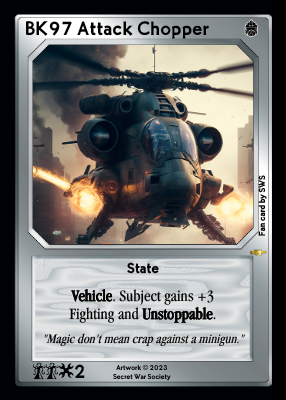 BK97 Attack Chopper
Fan card by SWS
State
Vehicle. Subject gains +3
Fighting and Unstoppable.
"Magic don't mean crap against a minigun."
2
Artwork © 2023
Secret War Society